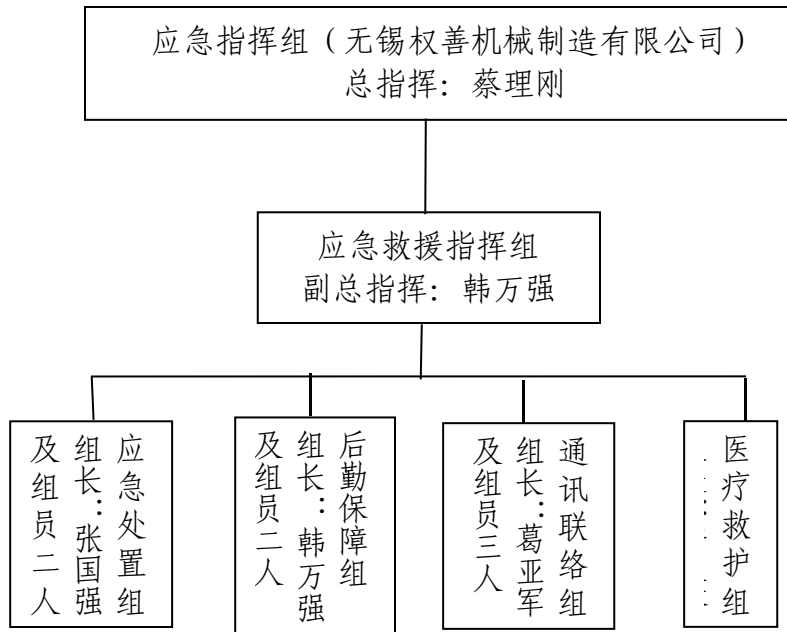 应急指挥组（无锡权善机械制造有限公司）
总指挥：蔡理刚
应急救援指挥组
副总指挥：韩万强
应急处置组
组长：张国强
及组员二人
后勤保障组
组长：韩万强
及组员二人
通讯联络组
组长：葛亚军
及组员三人
医疗救护组